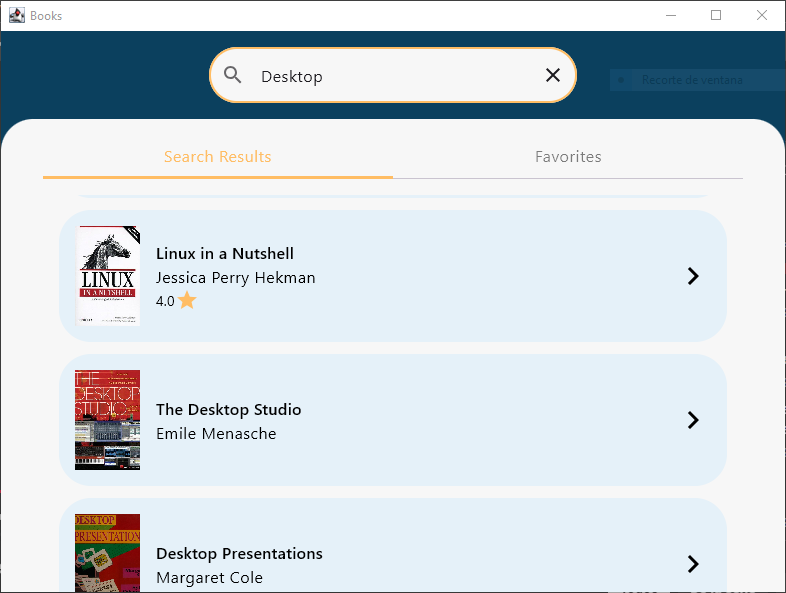 Books
Desktop
Recorte de ventana
Search Results
Favorites
LINUX
IN A NUTSHELL
Linux in a Nutshell
Jessica Perry Hekman
4.0
THE
DESKTOP
STUDIO
The Desktop Studio
Emile Menasche
DESKTOP
PRESENTATIONS
Desktop Presentations
Margaret Cole